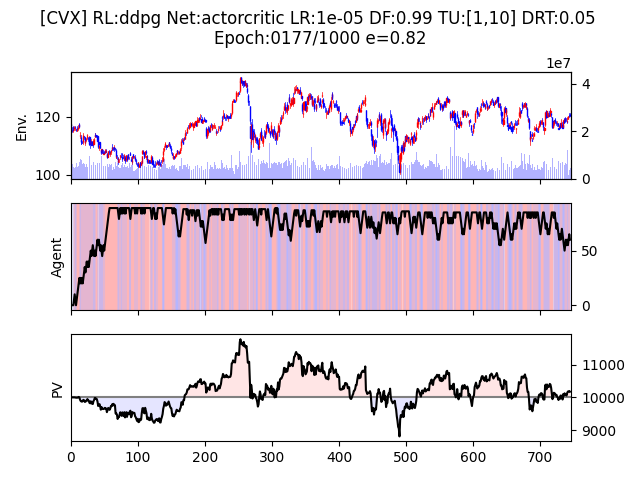 [CVX] RL:ddpg Net:actorcritic LR:1e-05 DF:0.99 TU:[1,10] DRT:0.05
Epoch:0177/1000 e=0.82
1e7
Env.
120
100
4
2
0
Agent
50
0
PV
11000
10000
9000
0 100 200 300 400 500 600 700